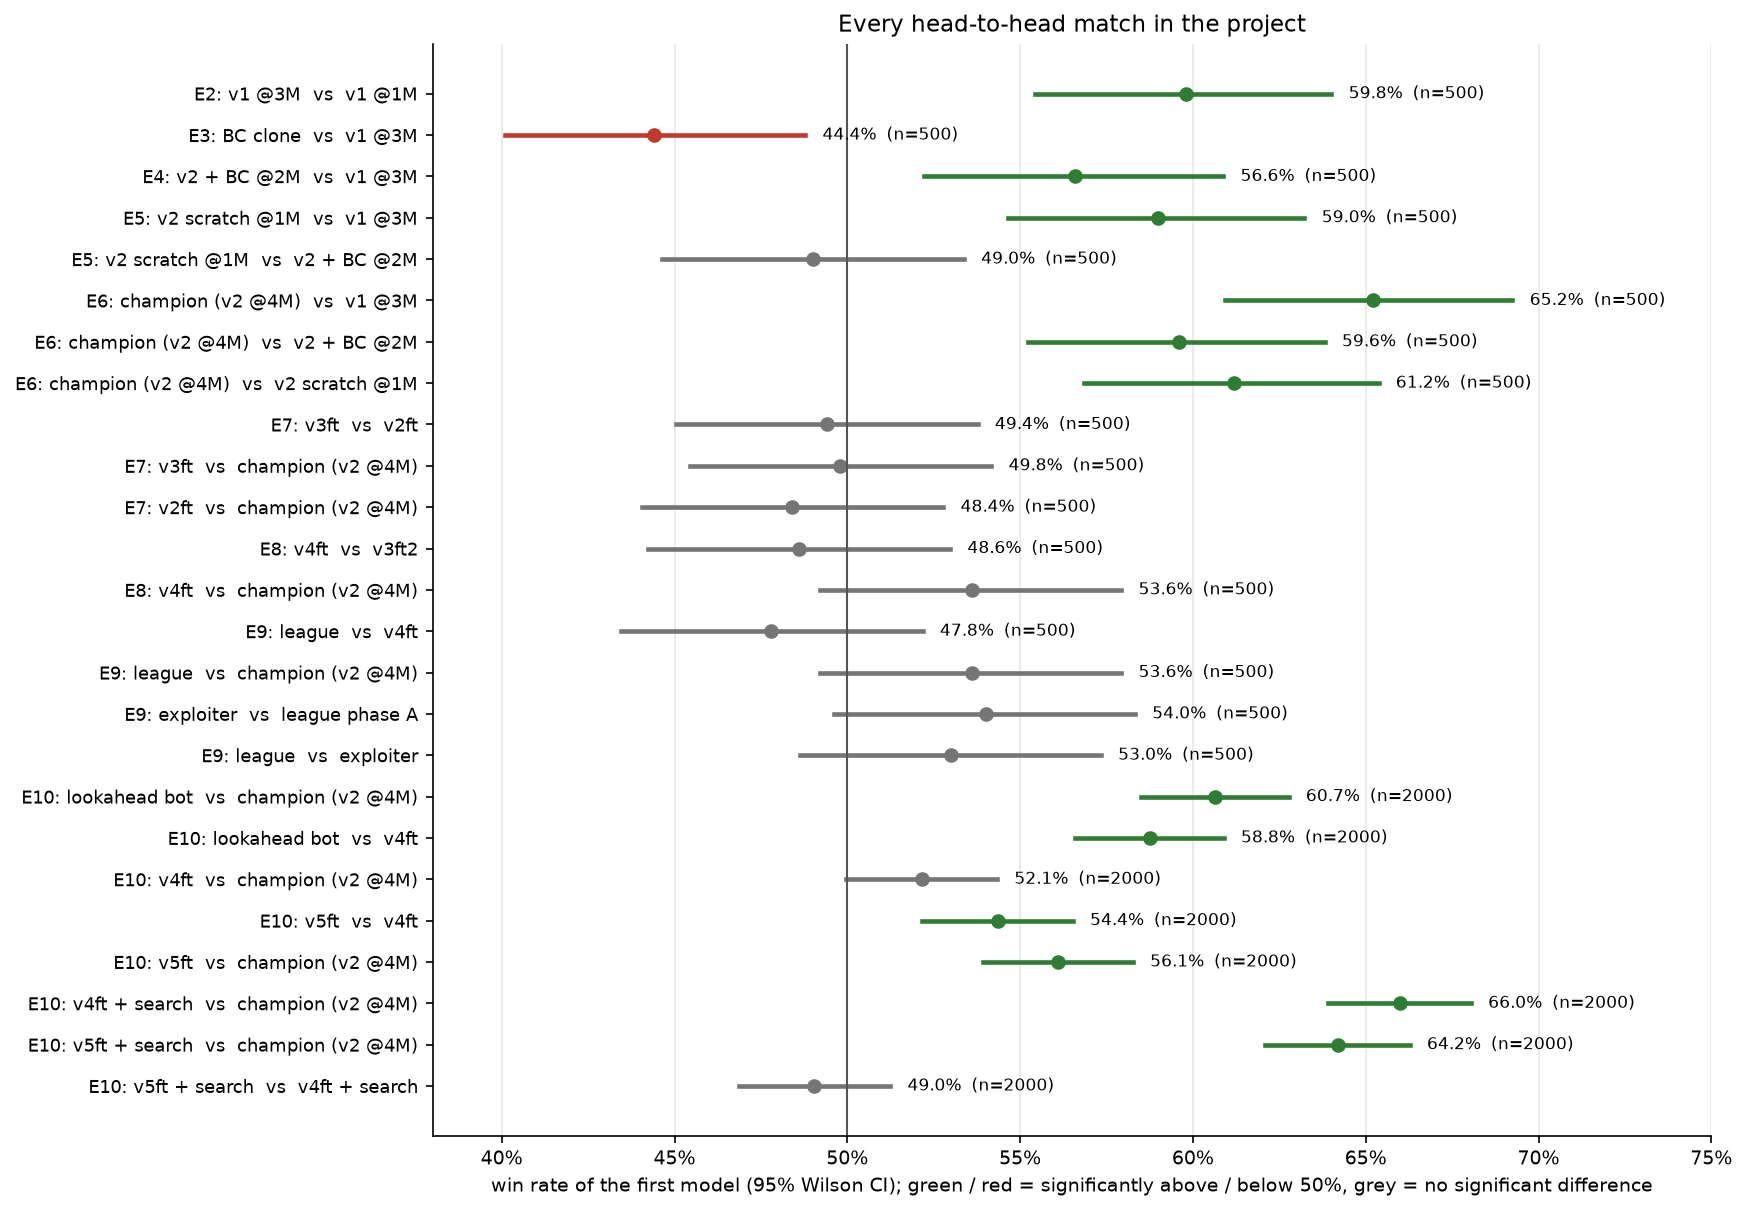 Every head-to-head match in the project
E2: v1 @3M  vs  v1 @1M 59.8% (n=500)
E3: BC clone  vs  v1 @3M 44.4% (n=500)
E4: v2 + BC @2M  vs  v1 @3M 56.6% (n=500)
E5: v2 scratch @1M  vs  v1 @3M 59.0% (n=500)
E5: v2 scratch @1M  vs  v2 + BC @2M 49.0% (n=500)
E6: champion (v2 @4M)  vs  v1 @3M 65.2% (n=500)
E6: champion (v2 @4M)  vs  v2 + BC @2M 59.6% (n=500)
E6: champion (v2 @4M)  vs  v2 scratch @1M 61.2% (n=500)
E7: v3ft  vs  v2ft 49.4% (n=500)
E7: v3ft  vs  champion (v2 @4M) 49.8% (n=500)
E7: v2ft  vs  champion (v2 @4M) 48.4% (n=500)
E8: v4ft  vs  v3ft2 48.6% (n=500)
E8: v4ft  vs  champion (v2 @4M) 53.6% (n=500)
E9: league  vs  v4ft 47.8% (n=500)
E9: league  vs  champion (v2 @4M) 53.6% (n=500)
E9: exploiter  vs  league phase A 54.0% (n=500)
E9: league  vs  exploiter 53.0% (n=500)
E10: lookahead bot  vs  champion (v2 @4M) 60.7% (n=2000)
E10: lookahead bot  vs  v4ft 58.8% (n=2000)
E10: v4ft  vs  champion (v2 @4M) 52.1% (n=2000)
E10: v5ft  vs  v4ft 54.4% (n=2000)
E10: v5ft  vs  champion (v2 @4M) 56.1% (n=2000)
E10: v4ft + search  vs  champion (v2 @4M) 66.0% (n=2000)
E10: v5ft + search  vs  champion (v2 @4M) 64.2% (n=2000)
E10: v5ft + search  vs  v4ft + search 49.0% (n=2000)
40% 45% 50% 55% 60% 65% 70% 75%
win rate of the first model (95% Wilson CI); green / red = significantly above / below 50%, grey = no significant difference